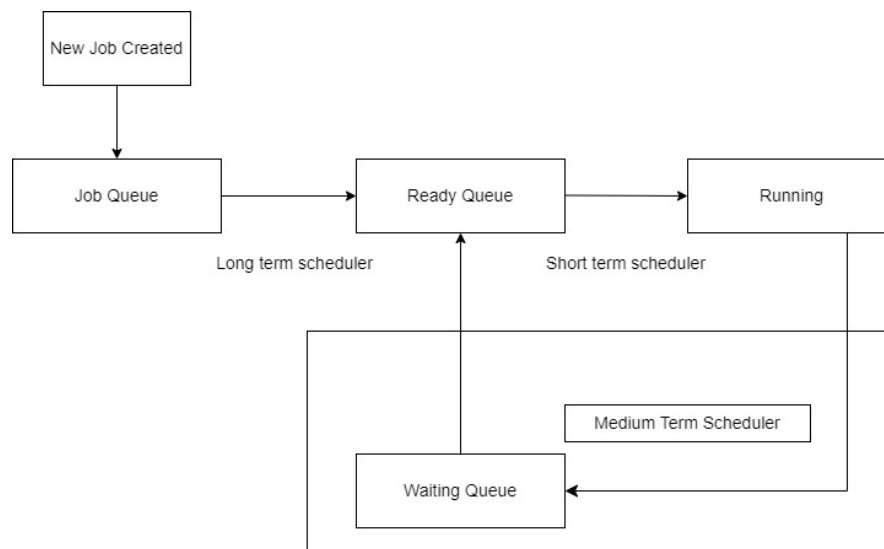 New Job Created
Job Queue
Ready Queue
Running
Long term scheduler
Short term scheduler
Medium Term Scheduler
Waiting Queue